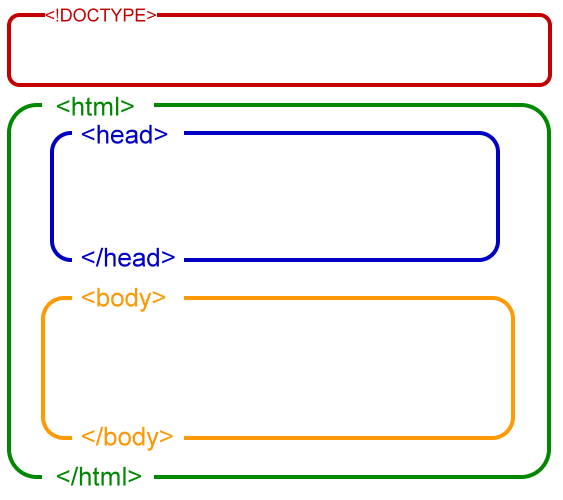 <!DOCTYPE>
<html>
<head>
</head>
<body>
</body>
</html>